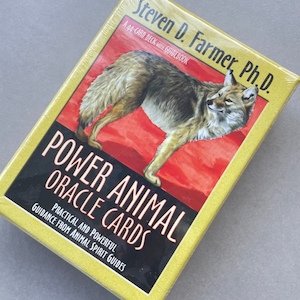 Steven D. Farmer, Ph.D.
A 44-CARD DECK AND GUIDEBOOK
POWER ANIMAL
ORACLE CARDS
PRACTICAL AND POWERFUL
GUIDANCE FROM ANIMAL SPIRIT GUIDES